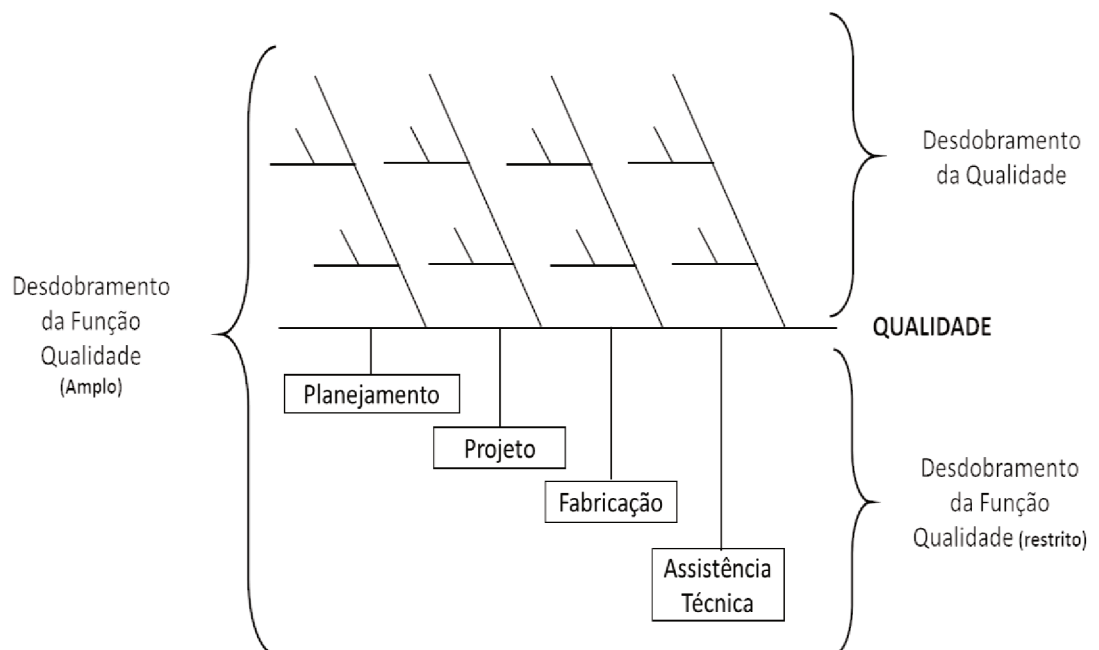 Desdobramento
da Qualidade
Desdobramento
da Função
Qualidade
(Amplo)
QUALIDADE
Planejamento
Projeto
Fabricação
Assistência
Técnica
Desdobramento
da Função
Qualidade (restrito)